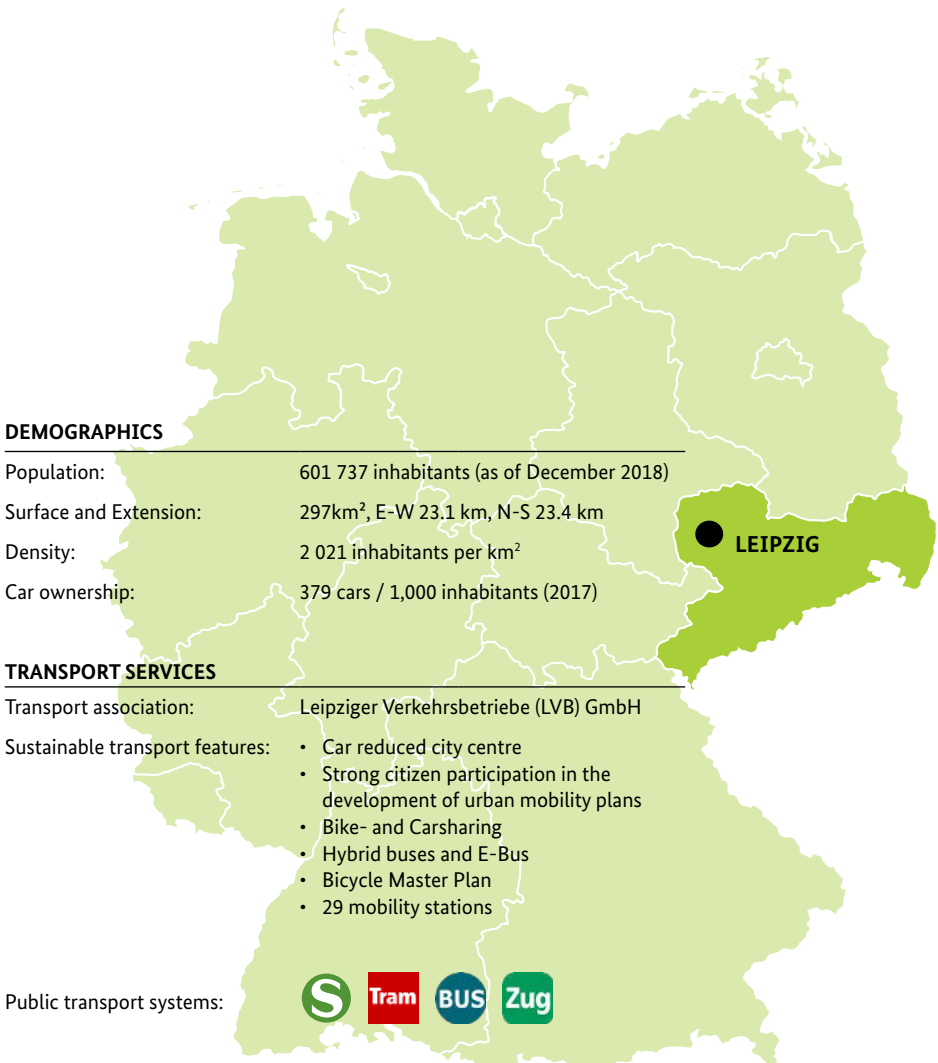 DEMOGRAPHICS
Population: 601 737 inhabitants (as of December 2018)
Surface and Extension: 297km², E-W 23.1 km, N-S 23.4 km
Density: 2 021 inhabitants per km²
Car ownership: 379 cars / 1,000 inhabitants (2017)
LEIPZIG
TRANSPORT SERVICES
Transport association: Leipziger Verkehrsbetriebe (LVB) GmbH
Sustainable transport features: • Car reduced city centre
• Strong citizen participation in the
development of urban mobility plans
• Bike- and Carsharing
• Hybrid buses and E-Bus
• Bicycle Master Plan
• 29 mobility stations
Public transport systems: S Tram BUS Zug